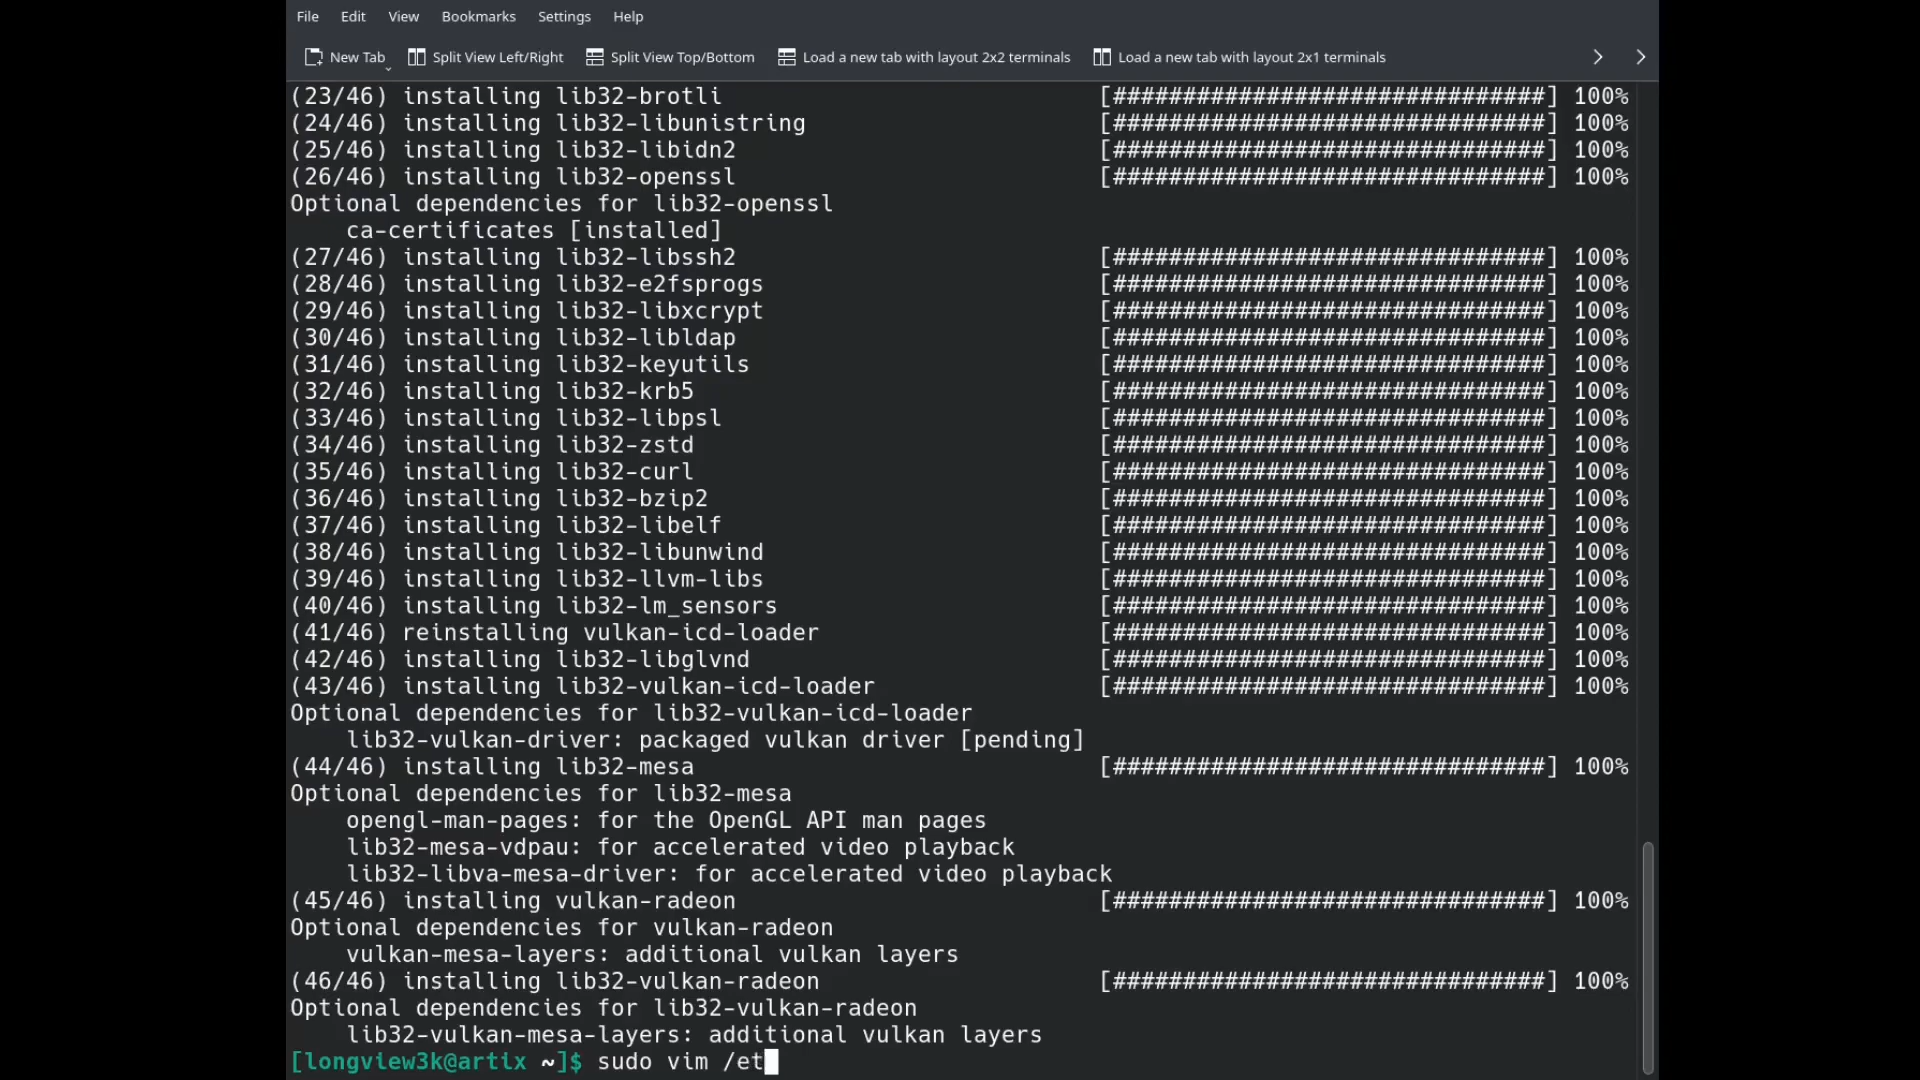 File Edit View Bookmarks Settings Help
New Tab Split View Left/Right Split View Top/Bottom Load a new tab with layout 2x2 terminals Load a new tab with layout 2x1 terminals
(23/46) installing lib32-brotli [###############################] 100%
(24/46) installing lib32-libunistring [###############################] 100%
(25/46) installing lib32-libidn2 [###############################] 100%
(26/46) installing lib32-openssl [###############################] 100%
Optional dependencies for lib32-openssl
    ca-certificates [installed]
(27/46) installing lib32-libssh2 [###############################] 100%
(28/46) installing lib32-e2fsprogs [###############################] 100%
(29/46) installing lib32-libxcrypt [###############################] 100%
(30/46) installing lib32-libldap [###############################] 100%
(31/46) installing lib32-keyutils [###############################] 100%
(32/46) installing lib32-krb5 [###############################] 100%
(33/46) installing lib32-libpsl [###############################] 100%
(34/46) installing lib32-zstd [###############################] 100%
(35/46) installing lib32-curl [###############################] 100%
(36/46) installing lib32-bzip2 [###############################] 100%
(37/46) installing lib32-libelf [###############################] 100%
(38/46) installing lib32-libunwind [###############################] 100%
(39/46) installing lib32-llvm-libs [###############################] 100%
(40/46) installing lib32-lm_sensors [###############################] 100%
(41/46) reinstalling vulkan-icd-loader [###############################] 100%
(42/46) installing lib32-libglvnd [###############################] 100%
(43/46) installing lib32-vulkan-icd-loader [###############################] 100%
Optional dependencies for lib32-vulkan-icd-loader
    lib32-vulkan-driver: packaged vulkan driver [pending]
(44/46) installing lib32-mesa [###############################] 100%
Optional dependencies for lib32-mesa
    opengl-man-pages: for the OpenGL API man pages
    lib32-mesa-vdpau: for accelerated video playback
    lib32-libva-mesa-driver: for accelerated video playback
(45/46) installing vulkan-radeon [###############################] 100%
Optional dependencies for vulkan-radeon
    vulkan-mesa-layers: additional vulkan layers
(46/46) installing lib32-vulkan-radeon [###############################] 100%
Optional dependencies for lib32-vulkan-radeon
    lib32-vulkan-mesa-layers: additional vulkan layers
[longview3k@artix ~]$ sudo vim /et